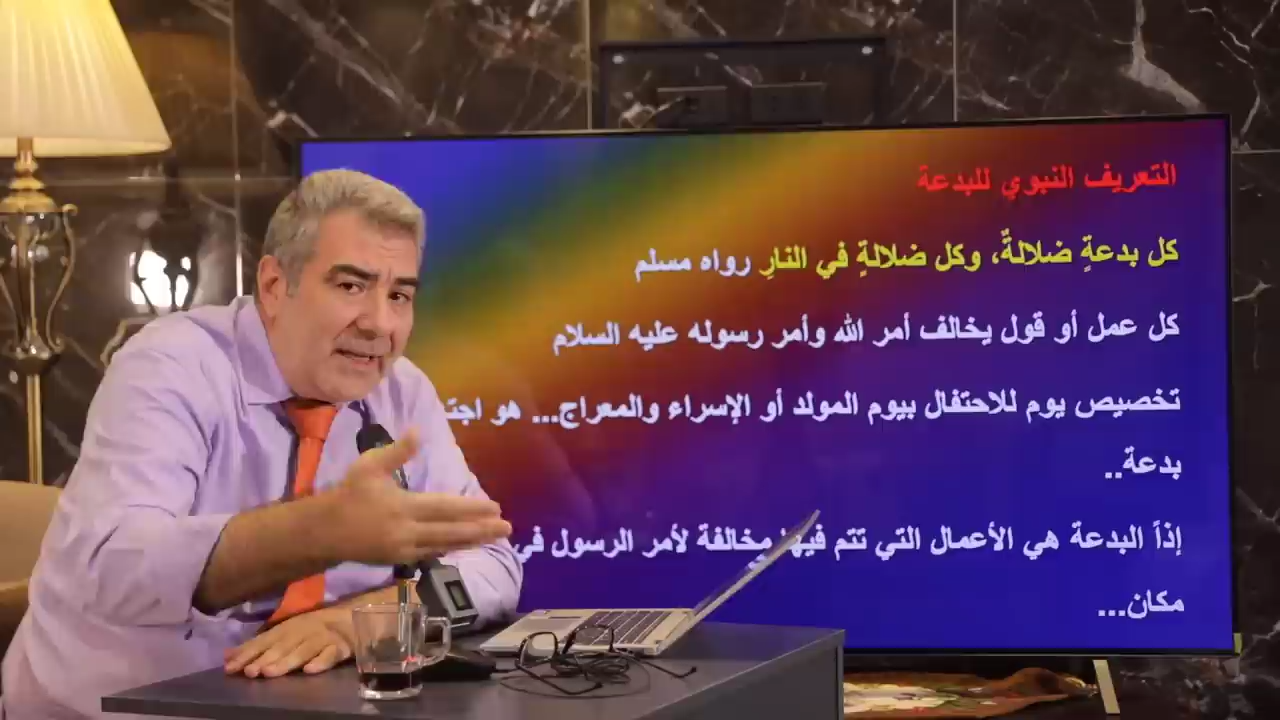 التعريف النبوي للبدعة
كل بدعةٍ ضلالةٌ، وكل ضلالةٍ في النارِ رواه مسلم
كل عمل أو قول يخالف أمر الله وأمر رسوله عليه السلام
تخصيص يوم للاحتفال بيوم المولد أو الإسراء والمعراج... هو
بدعة..
إذاً البدعة هي الأعمال التي تتم فيها مخالفة لأمر الرسول في
مكان...